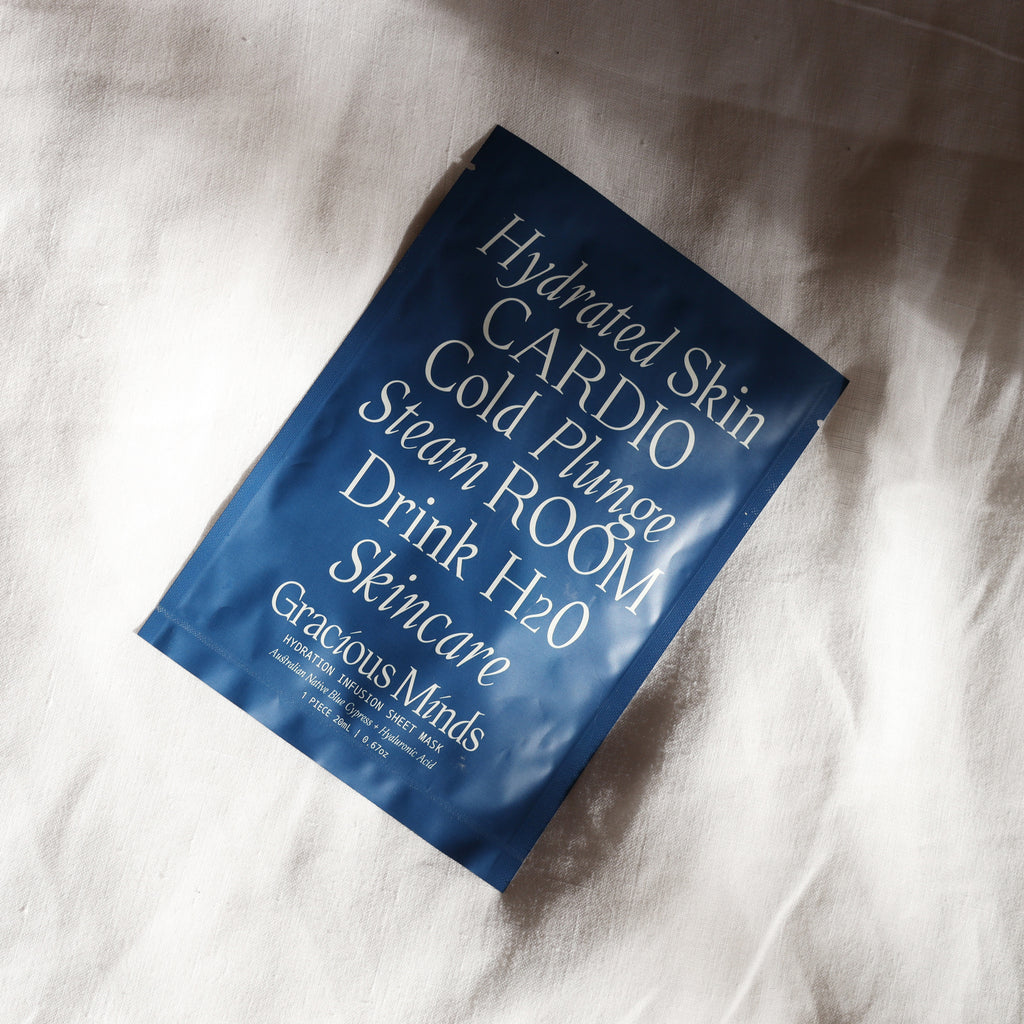 Hydrated Skin
CARDIO
Cold Plunge
Steam ROOM
Drink H2O
Skincare
Gracious Minds
HYDRATION INFUSION SHEET MASK
Australian Native Blue Cypress + Hyaluronic Acid
1 PIECE 20mL | 0.67oz